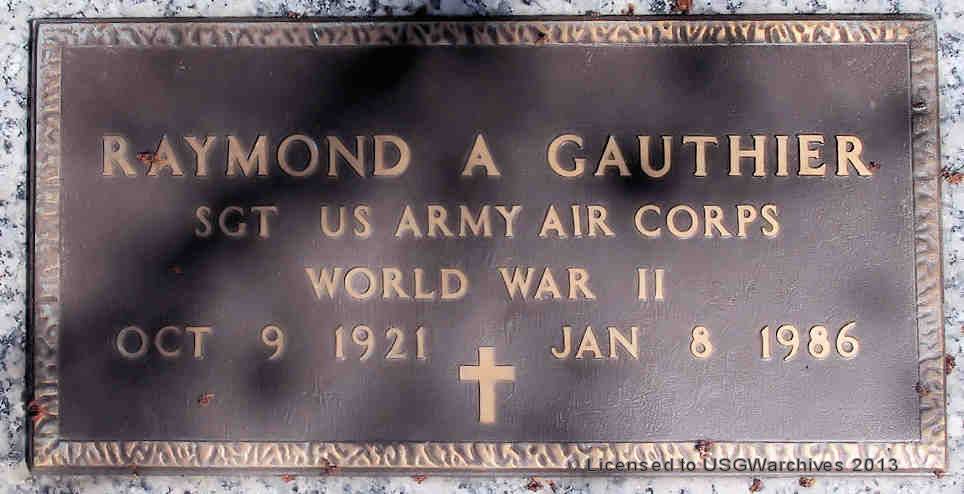 RAYMOND A GAUTHIER
SGT US ARMY AIR CORPS
WORLD WAR II
OCT 9 1921 JAN 8 1986
Licensed to USGWarchives 2013